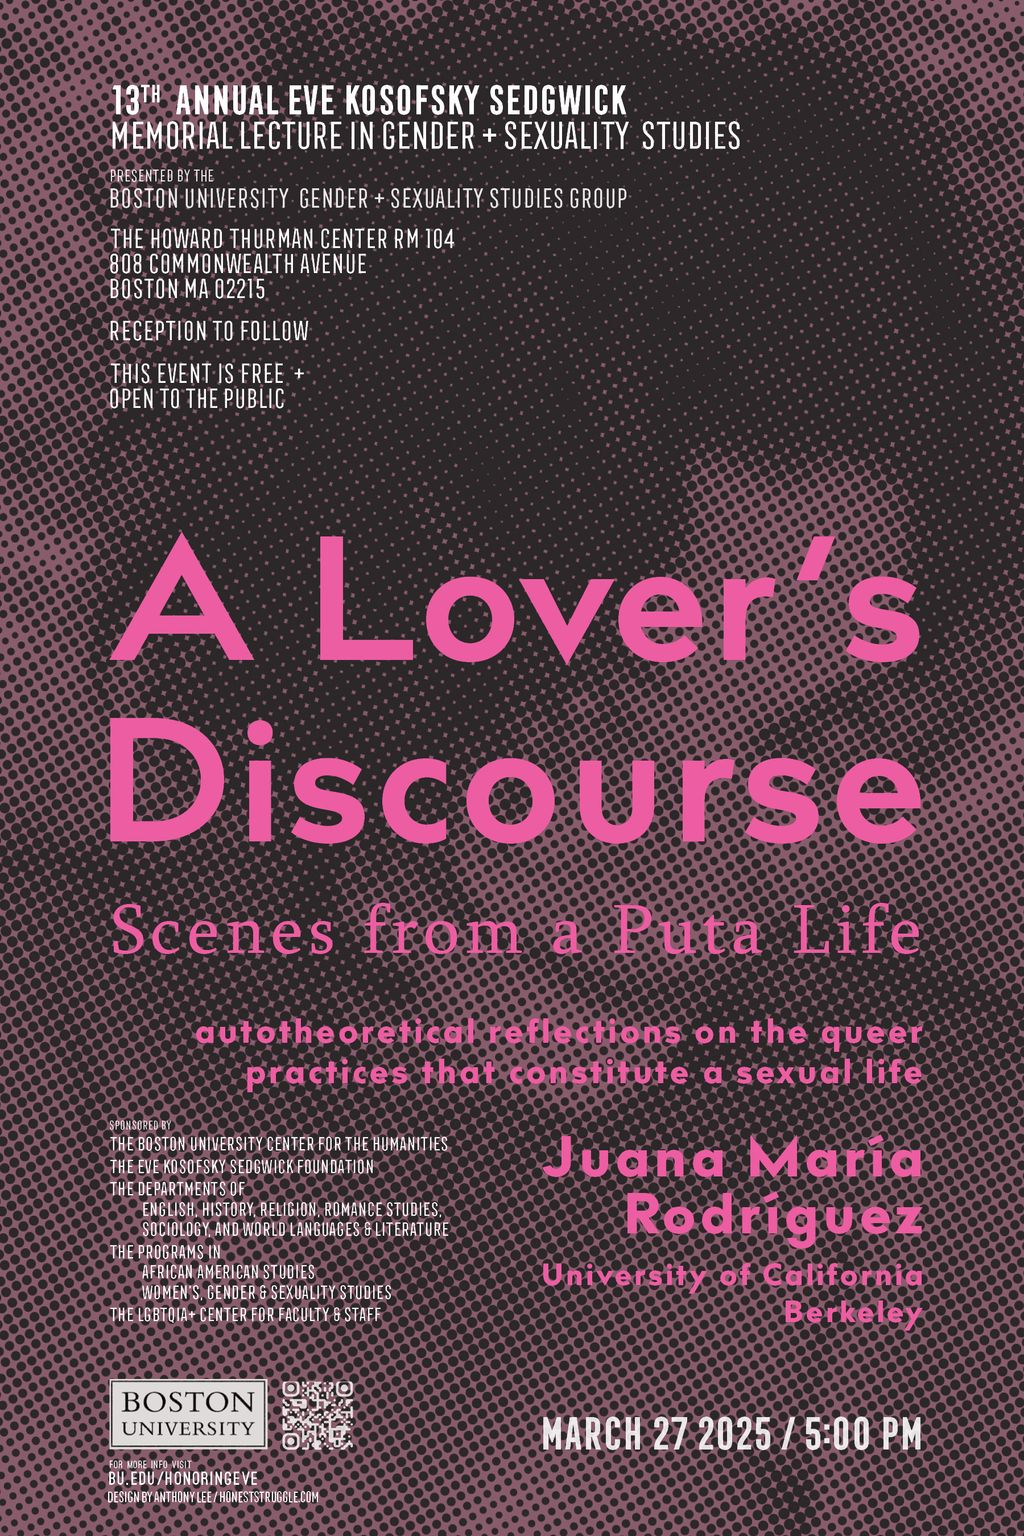 13TH ANNUAL EVE KOSOFSKY SEDGWICK
MEMORIAL LECTURE IN GENDER + SEXUALITY STUDIES
PRESENTED BY THE
BOSTON UNIVERSITY GENDER + SEXUALITY STUDIES GROUP
THE HOWARD THURMAN CENTER RM 104
808 COMMONWEALTH AVENUE
BOSTON MA 02215
RECEPTION TO FOLLOW
THIS EVENT IS FREE +
OPEN TO THE PUBLIC
A Lover's
Discourse
Scenes from a Puta Life
autotheoretical reflections on the queer
practices that constitute a sexual life
SPONSORED BY
THE BOSTON UNIVERSITY CENTER FOR THE HUMANITIES
THE EVE KOSOFSKY SEDGWICK FOUNDATION
THE DEPARTMENTS OF
ENGLISH, HISTORY, RELIGION, ROMANCE STUDIES,
SOCIOLOGY, AND WORLD LANGUAGES & LITERATURE
THE PROGRAMS IN
AFRICAN AMERICAN STUDIES
WOMEN'S, GENDER & SEXUALITY STUDIES
THE LGBTQIA+ CENTER FOR FACULTY & STAFF
Juana María
Rodríguez
University of California
Berkeley
BOSTON
UNIVERSITY
MARCH 27 2025 / 5:00 PM
FOR MORE INFO VISIT
BU.EDU/HONORINGEVE
DESIGN BY ANTHONY LEE / HONESTSTRUGGLE.COM